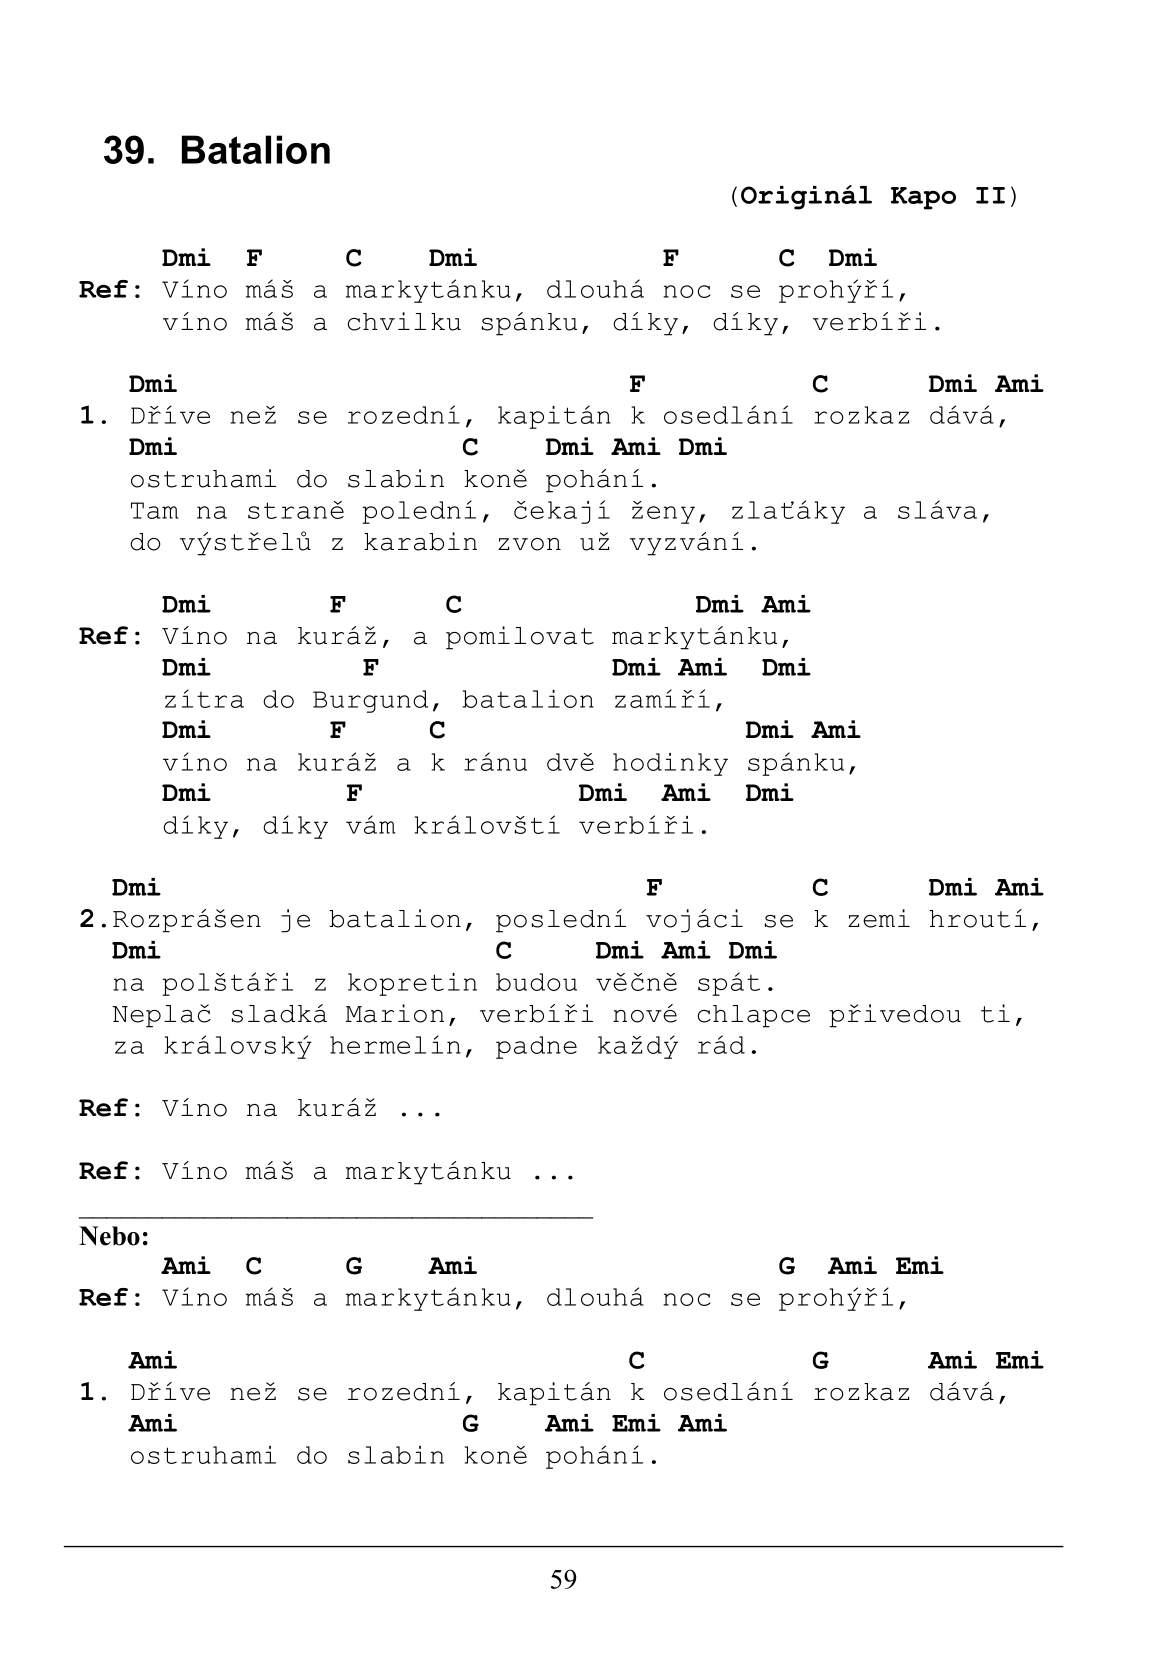 39. Batalion
(Originál Kapo II)
Dmi F C Dmi F C Dmi
Ref: Víno máš a markytánku, dlouhá noc se prohýří,
víno máš a chvilku spánku, díky, díky, verbíři.
Dmi F C Dmi Ami
1. Dříve než se rozední, kapitán k osedlání rozkaz dává,
Dmi C Dmi Ami Dmi
ostruhami do slabin koně pohání.
Tam na straně polední, čekají ženy, zlaťáky a sláva,
do výstřelů z karabin zvon už vyzvání.
Dmi F C Dmi Ami
Ref: Víno na kuráž, a pomilovat markytánku,
Dmi F Dmi Ami Dmi
zítra do Burgund, batalion zamíří,
Dmi F C Dmi Ami
víno na kuráž a k ránu dvě hodinky spánku,
Dmi F Dmi Ami Dmi
díky, díky vám královští verbíři.
Dmi F C Dmi Ami
2.Rozprášen je batalion, poslední vojáci se k zemi hroutí,
Dmi C Dmi Ami Dmi
na polštáři z kopretin budou věčně spát.
Neplač sladká Marion, verbíři nové chlapce přivedou ti,
za královský hermelín, padne každý rád.
Ref: Víno na kuráž ...
Ref: Víno máš a markytánku ...
Nebo:
Ami C G Ami G Ami Emi
Ref: Víno máš a markytánku, dlouhá noc se prohýří,
Ami C G Ami Emi
1. Dříve než se rozední, kapitán k osedlání rozkaz dává,
Ami G Ami Emi Ami
ostruhami do slabin koně pohání.
59